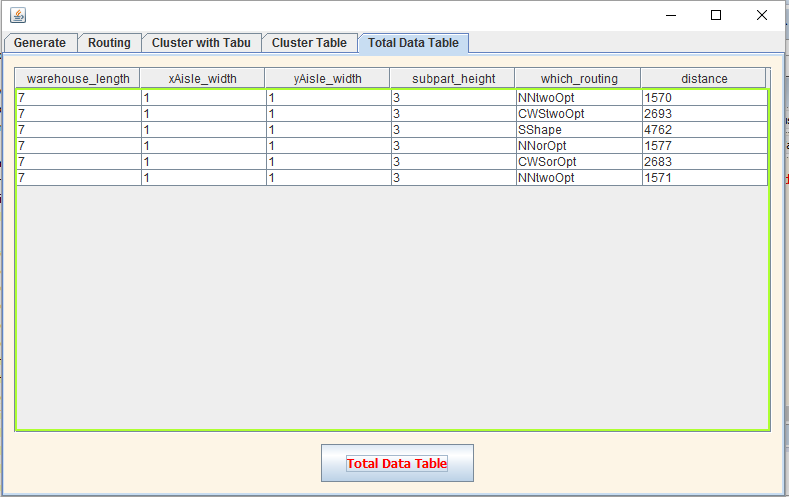 Generate Routing Cluster with Tabu Cluster Table Total Data Table
warehouse_length xAisle_width yAisle_width subpart_height which_routing distance
7 1 1 3 NNtwoOpt 1570
7 1 1 3 CWStwoOpt 2693
7 1 1 3 SShape 4762
7 1 1 3 NNorOpt 1577
7 1 1 3 CWSorOpt 2683
7 1 1 3 NNtwoOpt 1571
Total Data Table